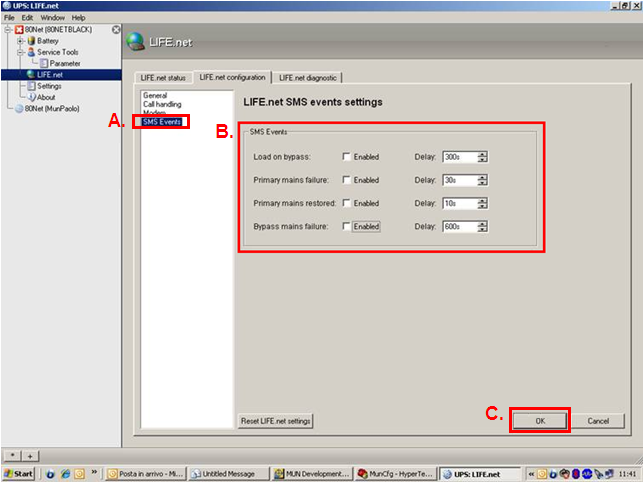 UPS: LIFE.net
File Edit Window Help
80Net (80NETBLACK)
Battery
Service Tools
Parameter
LIFE.net
Settings
About
80Net (MunPaolo)
LIFE.net
LIFE.net status LIFE.net configuration LIFE.net diagnostic
General
Call handling
Modem
SMS Events
A.
B.
LIFE.net SMS events settings
SMS Events
Load on bypass: Enabled Delay: 300s
Primary mains failure: Enabled Delay: 30s
Primary mains restored: Enabled Delay: 10s
Bypass mains failure: Enabled Delay: 600s
C.
Reset LIFE.net settings OK Cancel
* +
Start » Posta in arrivo - Mi... Untitled Message MUN Development... MunCfg - HyperTe... UPS: LIFE.net « 11:41